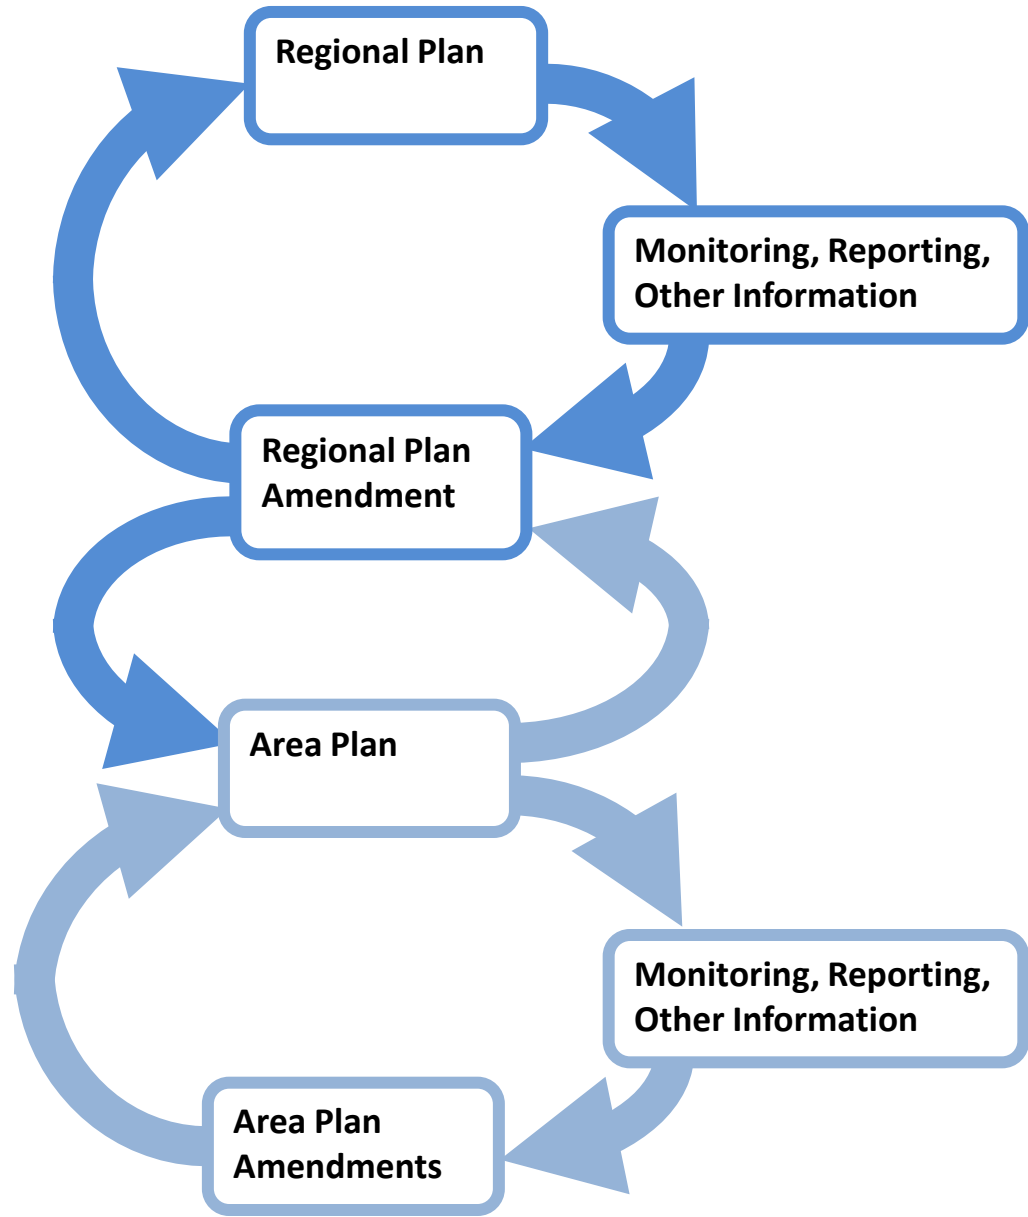 Regional Plan
Monitoring, Reporting,
Other Information
Regional Plan
Amendment
Area Plan
Monitoring, Reporting,
Other Information
Area Plan
Amendments